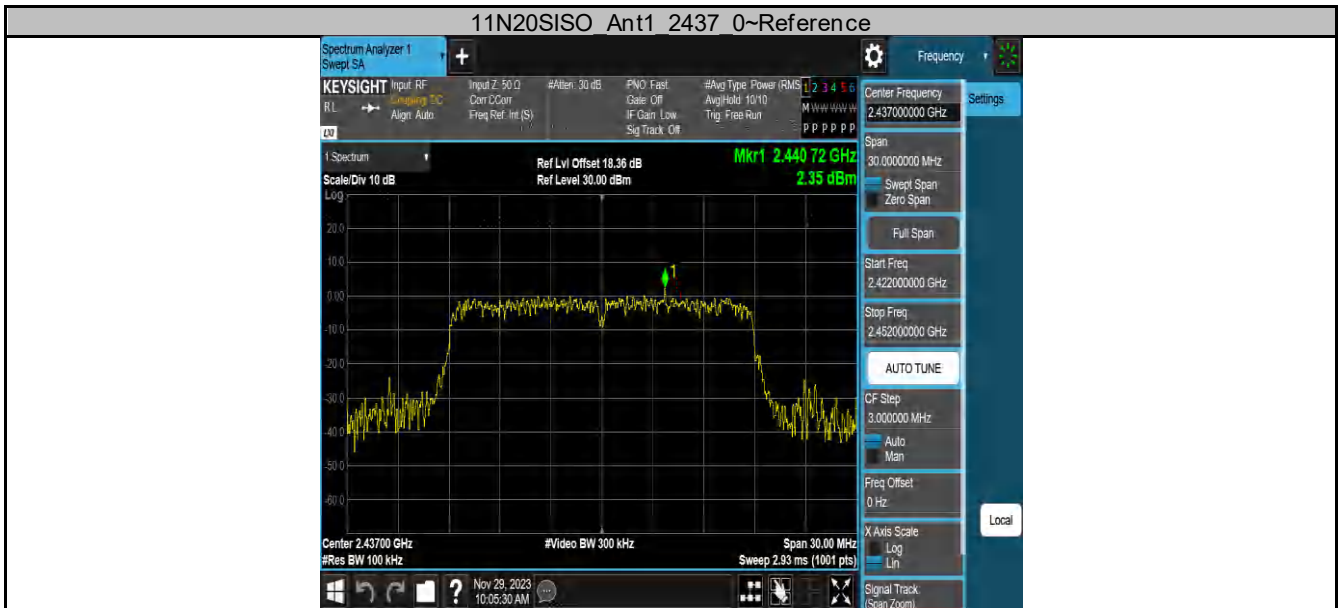 11N20SISO_Ant1_2437_0~Reference
Spectrum Analyzer 1
Swept SA
+
Frequency
KEYSIGHT
RL
LXI
Input: RF
Coupling: DC
Align: Auto
Input Z: 50 Ω
Corr CCorr
Freq Ref: Int (S)
#Atten: 30 dB
PNO: Fast
Gate: Off
IF Gain: Low
Sig Track: Off
#Avg Type: Power (RMS
Avg|Hold: 10/10
Trig: Free Run
1 2 3 4 5 6
M W W W W W
P P P P P P
Center Frequency
2.437000000 GHz
Settings
1 Spectrum
Scale/Div 10 dB
Log
Ref Lvl Offset 18.36 dB
Ref Level 30.00 dBm
Mkr1 2.440 72 GHz
2.35 dBm
Span
30.0000000 MHz
Swept Span
Zero Span
Full Span
20.0
10.0
0.00
-10.0
-20.0
-30.0
-40.0
-50.0
-60.0
1
Start Freq
2.422000000 GHz
Stop Freq
2.452000000 GHz
AUTO TUNE
CF Step
3.000000 MHz
Auto
Man
Freq Offset
0 Hz
Local
X Axis Scale
Log
Lin
Signal Track
(Span Zoom)
Center 2.43700 GHz
#Res BW 100 kHz
#Video BW 300 kHz
Span 30.00 MHz
Sweep 2.93 ms (1001 pts)
?
Nov 29, 2023
10:05:30 AM